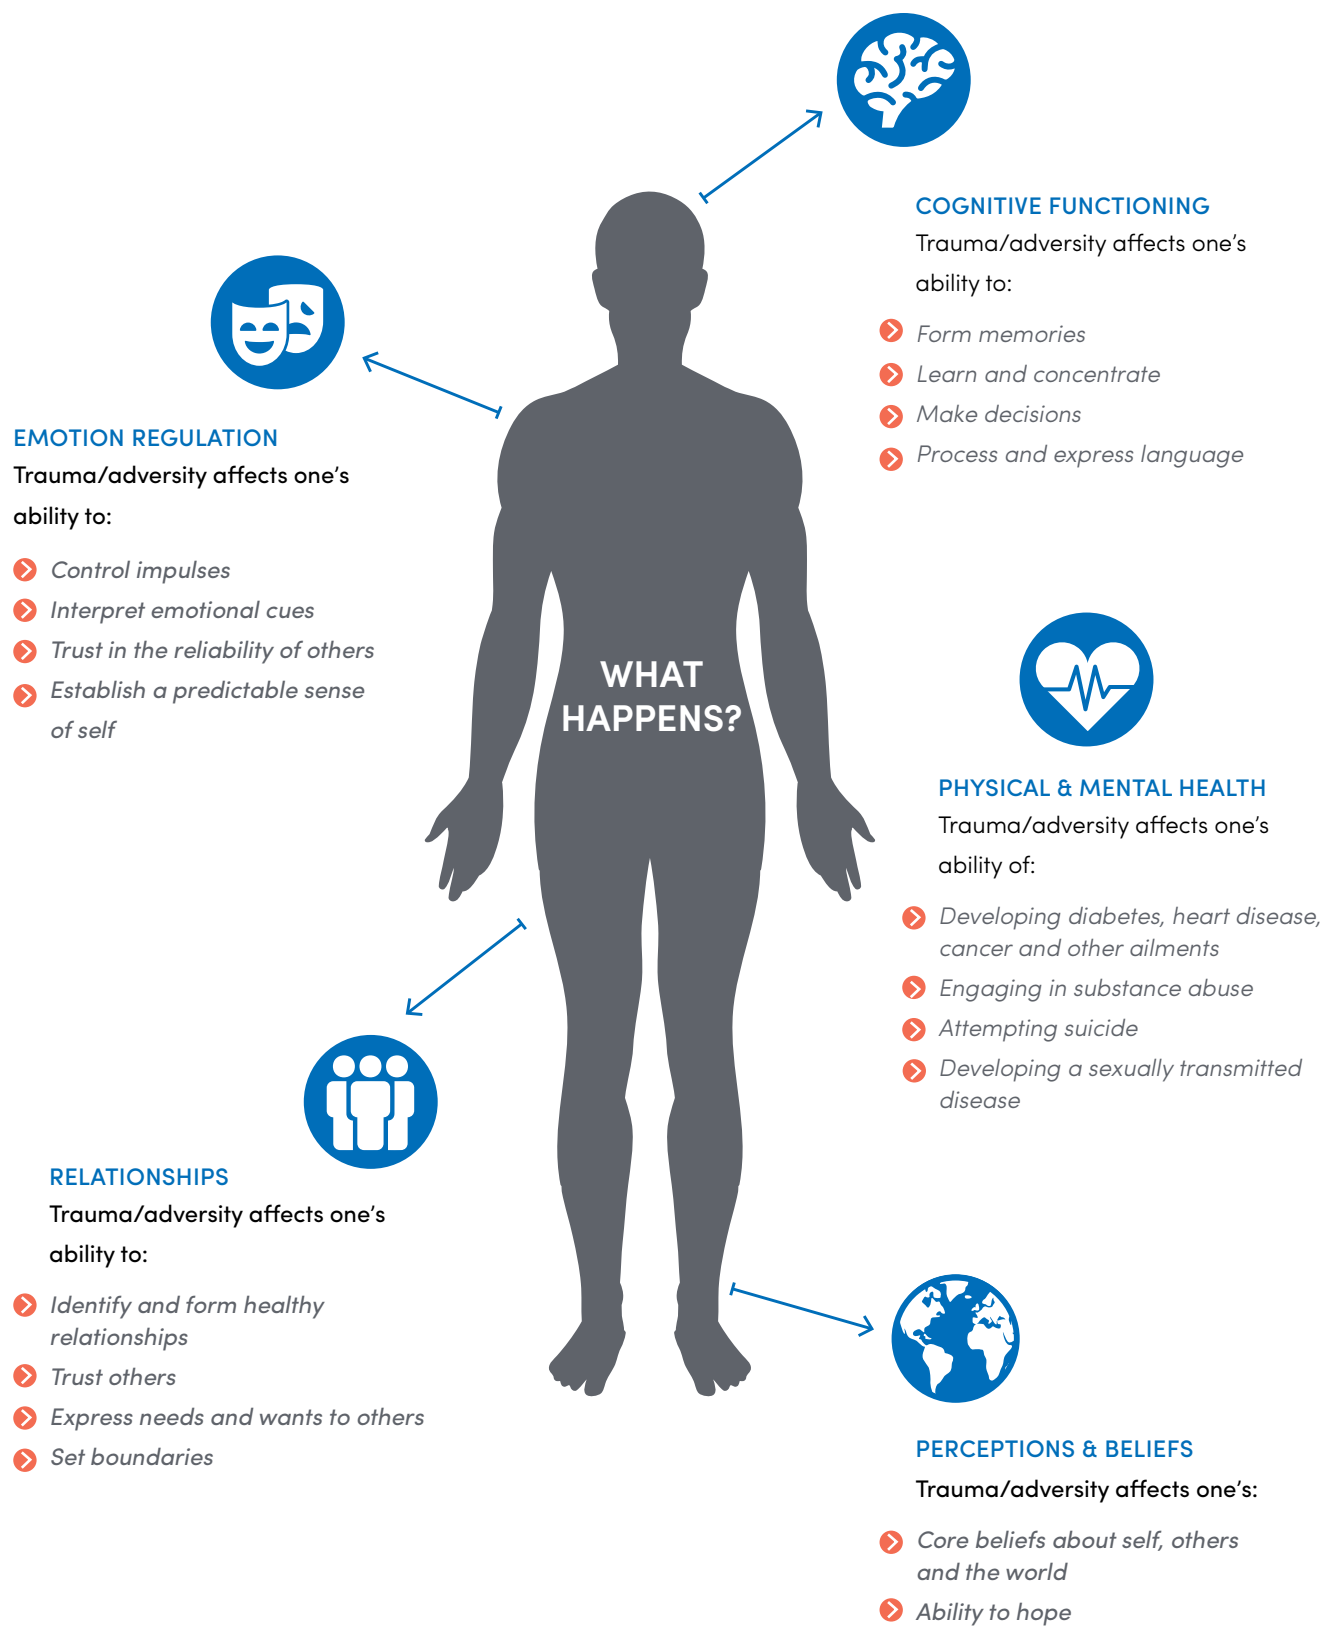 COGNITIVE FUNCTIONING
Trauma/adversity affects one's
ability to:
Form memories
Learn and concentrate
Make decisions
Process and express language
EMOTION REGULATION
Trauma/adversity affects one's
ability to:
Control impulses
Interpret emotional cues
Trust in the reliability of others
Establish a predictable sense
of self
WHAT
HAPPENS?
PHYSICAL & MENTAL HEALTH
Trauma/adversity affects one's
ability of:
Developing diabetes, heart disease,
cancer and other ailments
Engaging in substance abuse
Attempting suicide
Developing a sexually transmitted
disease
RELATIONSHIPS
Trauma/adversity affects one's
ability to:
Identify and form healthy
relationships
Trust others
Express needs and wants to others
Set boundaries
PERCEPTIONS & BELIEFS
Trauma/adversity affects one's:
Core beliefs about self, others
and the world
Ability to hope